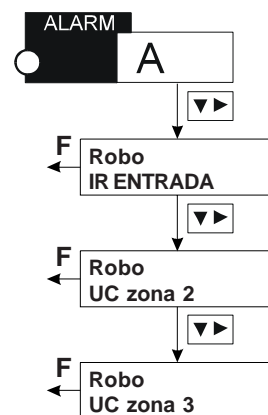 ALARM
A
▼►
F
Robo
IR ENTRADA
▼►
F
Robo
UC zona 2
▼►
F
Robo
UC zona 3